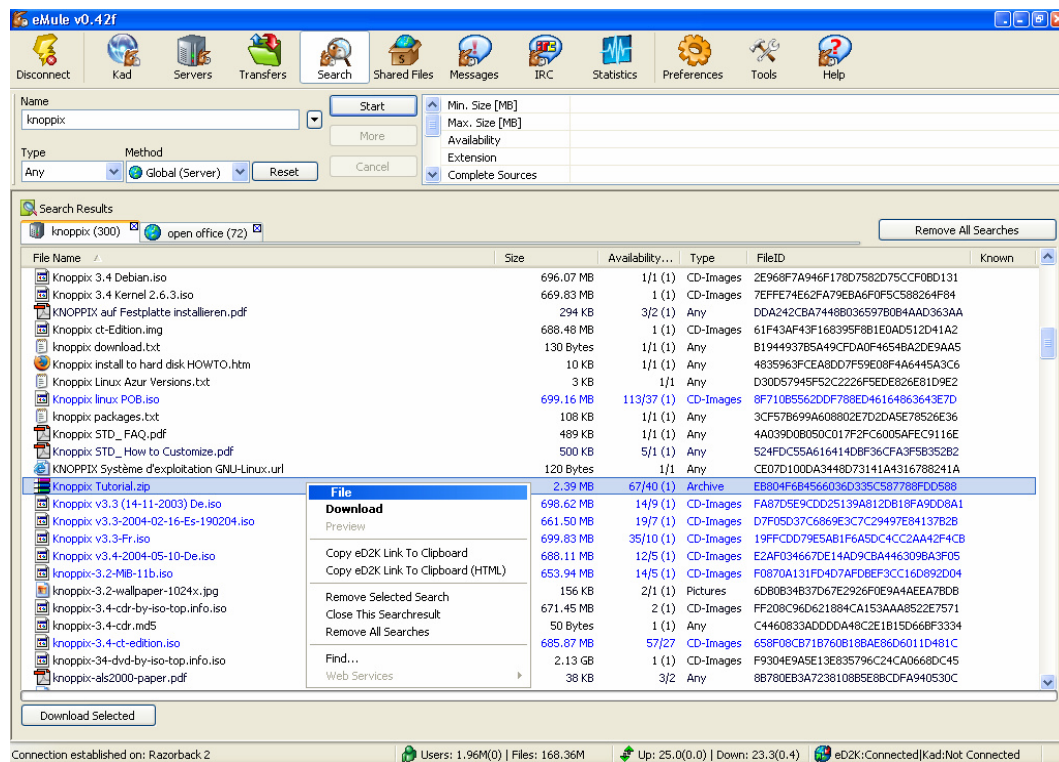 eMule v0.42f
Disconnect Kad Servers Transfers Search Shared Files Messages IRC Statistics Preferences Tools Help
Name
knoppix
Start
More
Cancel
Type Method
Any Global (Server) Reset
Min. Size [MB]
Max. Size [MB]
Availability
Extension
Complete Sources
Search Results
knoppix (300) open office (72) Remove All Searches
File Name Size Availability... Type FileID Known
Knoppix 3.4 Debian.iso 696.07 MB 1/1 (1) CD-Images 2E968F7A946F178D7582D75CCF0BD131
Knoppix 3.4 Kernel 2.6.3.iso 669.83 MB 1 (1) CD-Images 7EFFE74E62FA79EBA6F0F5C588264F84
KNOPPIX auf Festplatte installieren.pdf 294 KB 3/2 (1) Any DDA242CBA7448B036597B0B4AAD363AA
Knoppix ct-Edition.img 688.48 MB 1 (1) CD-Images 61F43AF43F168395F8B1E0AD512D41A2
knoppix download.txt 130 Bytes 1/1 (1) Any B1944937B5A49CFDA0F4654BA2DE9AA5
Knoppix install to hard disk HOWTO.htm 10 KB 1/1 (1) Any 4835963FCEA8DD7F59E08F4A6445A3C6
Knoppix Linux Azur Versions.txt 3 KB 1/1 Any D30D57945F52C2226F5EDE826E81D9E2
Knoppix linux POB.iso 699.16 MB 113/37 (1) CD-Images 8F710B5562DDF788ED46164863643E7D
knoppix packages.txt 108 KB 1/1 (1) Any 3CF57B699A608802E7D2DA5E78526E36
Knoppix STD_ FAQ.pdf 489 KB 1/1 (1) Any 4A039D0B050C017F2FC6005AFEC9116E
Knoppix STD_ How to Customize.pdf 500 KB 5/1 (1) Any 524FDC55A616414DBF36CFA3F5B352B2
KNOPPIX Système d'exploitation GNU-Linux.url 120 Bytes 1/1 Any CE07D100DA3448D73141A4316788241A
Knoppix Tutorial.zip 2.39 MB 67/40 (1) Archive EB804F6B4566036D335C587788FDD588
Knoppix v3.3 (14-11-2003) De.iso 698.62 MB 14/9 (1) CD-Images FA87D5E9CDD25139A812DB18FA9DD8A1
Knoppix v3.3-2004-02-16-Es-190204.iso 661.50 MB 19/7 (1) CD-Images D7F05D37C6869E3C7C29497E84137B2B
Knoppix v3.3-Fr.iso 699.83 MB 35/10 (1) CD-Images 19FFCDD79E5AB1F6A5DC4CC2AA42F4CB
Knoppix v3.4-2004-05-10-De.iso 688.11 MB 12/5 (1) CD-Images E2AF034667DE14AD9CBA446309BA3F05
knoppix-3.2-MiB-11b.iso 653.94 MB 14/5 (1) CD-Images F0870A131FD4D7AFDBEF3CC16D892D04
knoppix-3.2-wallpaper-1024x.jpg 156 KB 2/1 (1) Pictures 6DB0B34B37D67E2926F0E9A4AEEA7BDB
knoppix-3.4-cdr-by-iso-top.info.iso 671.45 MB 2 (1) CD-Images FF208C96D621884CA153AAA8522E7571
knoppix-3.4-cdr.md5 50 Bytes 1 (1) Any C4460833ADDDDA48C2E1B15D66BF3334
knoppix-3.4-ct-edition.iso 685.87 MB 57/27 CD-Images 658F08CB71B760B18BAE86D6011D481C
knoppix-34-dvd-by-iso-top.info.iso 2.13 GB 1 (1) CD-Images F9304E9A5E13E835796C24CA0668DC45
knoppix-als2000-paper.pdf 38 KB 3/2 Any 8B780EB3A7238108B5E8BCDFA940530C
File
Download
Preview
Copy eD2K Link To Clipboard
Copy eD2K Link To Clipboard (HTML)
Remove Selected Search
Close This Searchresult
Remove All Searches
Find...
Web Services
Download Selected
Connection established on: Razorback 2 Users: 1.96M(0) | Files: 168.36M Up: 25.0(0.0) | Down: 23.3(0.4) eD2K:Connected|Kad:Not Connected